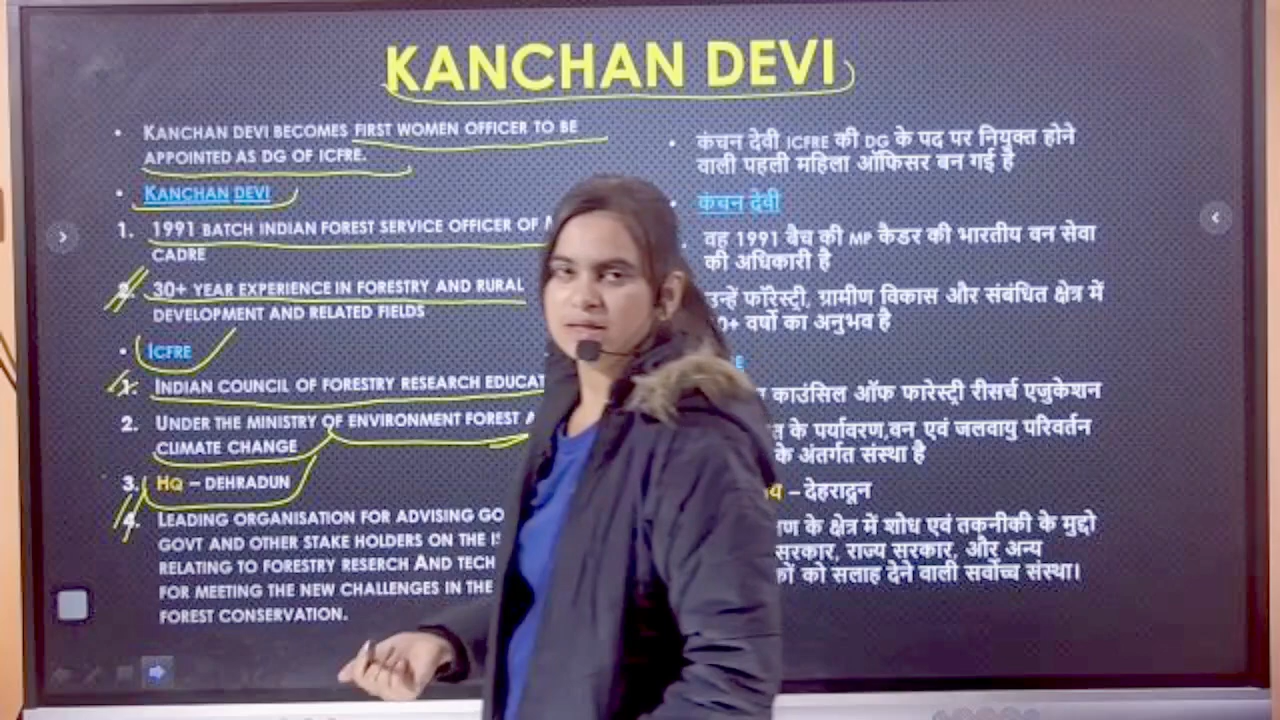 KANCHAN DEVI
• KANCHAN DEVI BECOMES FIRST WOMEN OFFICER TO BE
APPOINTED AS DG OF ICFRE.
• KANCHAN DEVI
1. 1991 BATCH INDIAN FOREST SERVICE OFFICER OF
CADRE
2. 30+ YEAR EXPERIENCE IN FORESTRY AND RURAL
DEVELOPMENT AND RELATED FIELDS
• ICFRE
1. INDIAN COUNCIL OF FORESTRY RESEARCH
2. UNDER THE MINISTRY OF ENVIRONMENT FOREST
CLIMATE CHANGE
3. HQ – DEHRADUN
4. LEADING ORGANISATION FOR ADVISING
GOVT AND OTHER STAKE HOLDERS ON THE
RELATING TO FORESTRY RESERCH AND TECH
FOR MEETING THE NEW CHALLENGES IN THE
FOREST CONSERVATION.
• कंचन देवी ICFRE की DG के पद पर नियुक्त होने
वाली पहली महिला ऑफिसर बन गई है
• कंचन देवी
वह 1991 बैच की MP केडर की भारतीय वन सेवा
की अधिकारी है
उन्हें फॉरेस्ट्री, ग्रामीण विकास और संबंधित क्षेत्र में
0+ वर्षो का अनुभव है
काउंसिल ऑफ फारेस्ट्री रीसर्च एजुकेशन
के पर्यावरण,वन एवं जलवायु परिवर्तन
के अंतर्गत संस्था है
– देहरादून
के क्षेत्र में शोध एवं तकनीकी के मुद्दो
सरकार, राज्य सरकार, और अन्य
को सलाह देने वाली सर्वोच्च संस्था।